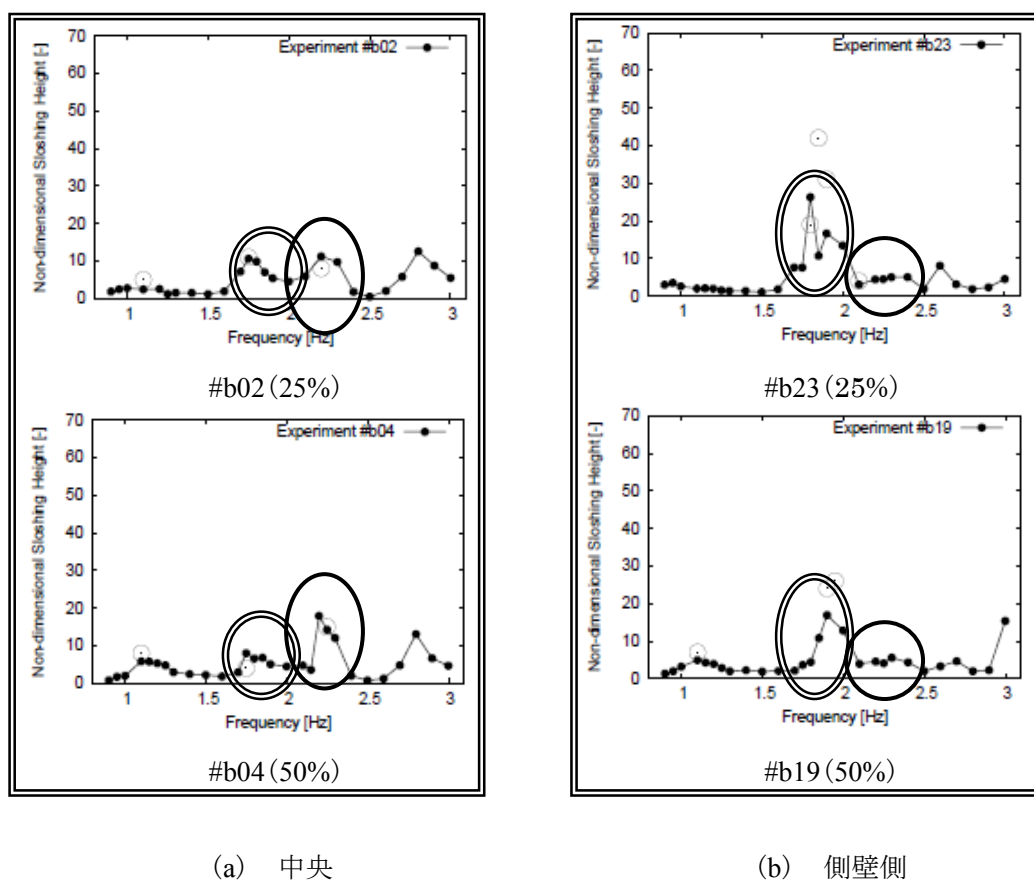 Experiment #b02
Non-dimensional Sloshing Height [-]
70
60
50
40
30
20
10
0
1
1.5
2
2.5
3
Frequency [Hz]
#b02(25%)
Experiment #b04
Non-dimensional Sloshing Height [-]
70
60
50
40
30
20
10
0
1
1.5
2
2.5
3
Frequency [Hz]
#b04(50%)
(a) 中央
Experiment #b23
Non-dimensional Sloshing Height [-]
70
60
50
40
30
20
10
0
1
1.5
2
2.5
3
Frequency [Hz]
#b23(25%)
Experiment #b19
Non-dimensional Sloshing Height [-]
70
60
50
40
30
20
10
0
1
1.5
2
2.5
3
Frequency [Hz]
#b19(50%)
(b) 側壁側